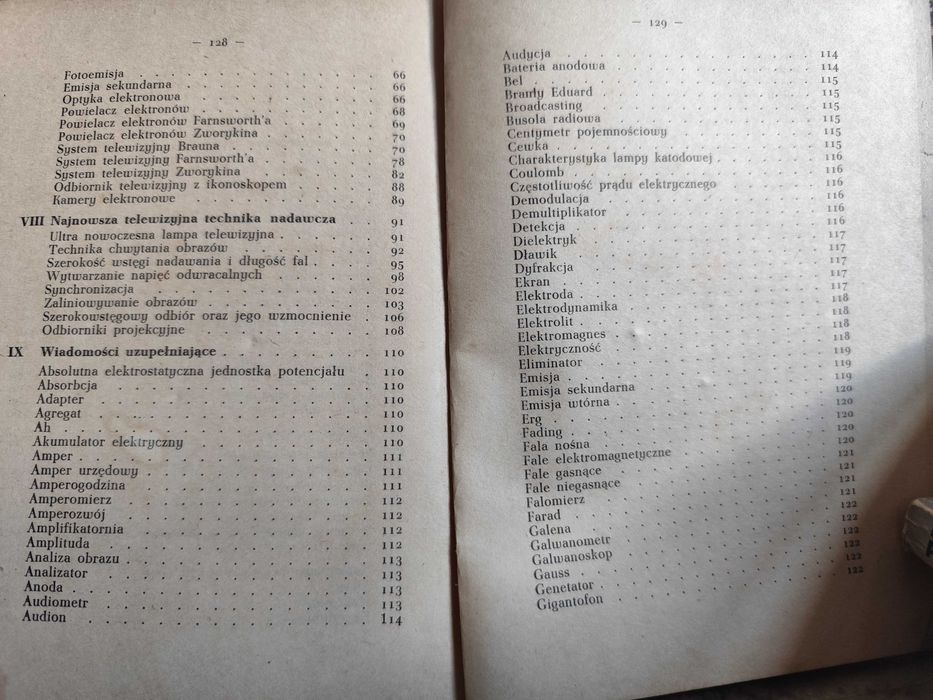 — 128 —
Fotoemisja 66
Emisja sekundarna 66
Optyka elektronowa 66
Powielacz elektronów 68
Powielacz elektronów Farnsworth'a 69
Powielacz elektronów Zworykina 70
System telewizyjny Brauna 70
System telewizyjny Farnsworth'a 78
System telewizyjny Zworykina 82
Odbiornik telewizyjny z ikonoskopem 88
Kamery elektronowe 89
VIII Najnowsza telewizyjna technika nadawcza 91
Ultra nowoczesna lampa telewizyjna 91
Technika chwytania obrazów 92
Szerokość wstęgi nadawania i długość fal 95
Wytwarzanie napięć odwracalnych 98
Synchronizacja 102
Zaliniowywanie obrazów 103
Szerokowstęgowy odbiór oraz jego wzmocnienie 106
Odbiorniki projekcyjne 108
IX Wiadomości uzupełniające 110
Absolutna elektrostatyczna jednostka potencjału 110
Absorbcja 110
Adapter 110
Agregat 110
Ah 110
Akumulator elektryczny 110
Amper 111
Amper urzędowy 111
Amperogodzina 111
Amperomierz 112
Amperozwój 112
Amplifikatornia 112
Amplituda 112
Analiza obrazu 113
Analizator 113
Anoda 113
Audiometr 113
Audion 114
— 129 —
Audycja 114
Bateria anodowa 114
Bel 115
Branly Eduard 115
Broadcasting 115
Busola radiowa 115
Centymetr pojemnościowy 115
Cewka 115
Charakterystyka lampy katodowej 116
Coulomb 116
Częstotliwość prądu elektrycznego 116
Demodulacja 116
Demultiplikator 116
Detekcja 116
Dielektryk 117
Dławik 117
Dyfrakcja 117
Ekran 117
Elektroda 117
Elektrodynamika 118
Elektrolit 118
Elektromagnes 118
Elektryczność 118
Eliminator 119
Emisja 119
Emisja sekundarna 119
Emisja wtórna 120
Erg 120
Fading 120
Fala nośna 120
Fale elektromagnetyczne 120
Fale gasnące 121
Fale niegasnące 121
Falomierz 121
Farad 121
Galena 122
Galwanometr 122
Galwanoskop 122
Gauss 122
Genetator 122
Gigantofon 122